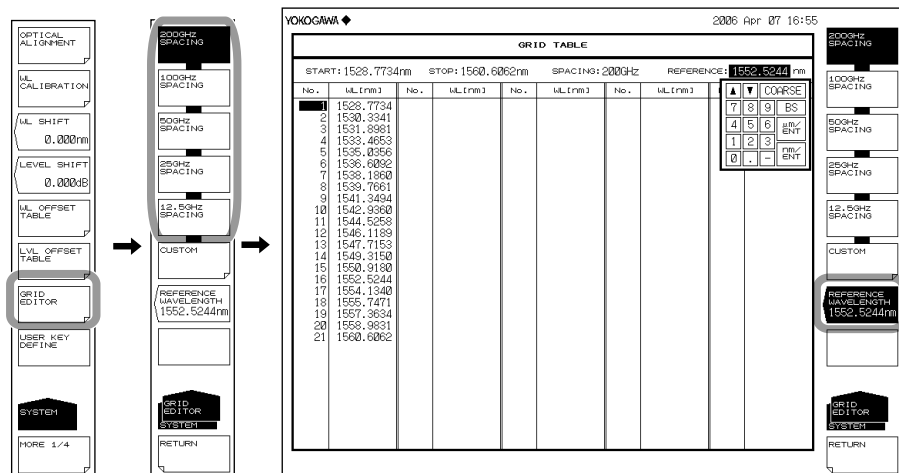 OPTICAL
ALIGNMENT
WL
CALIBRATION
WL SHIFT
0.000nm
LEVEL SHIFT
0.000dB
WL OFFSET
TABLE
LVL OFFSET
TABLE
GRID
EDITOR
USER KEY
DEFINE
SYSTEM
MORE 1/4
200GHz
SPACING
100GHz
SPACING
50GHz
SPACING
25GHz
SPACING
12.5GHz
SPACING
CUSTOM
REFERENCE
WAVELENGTH
1552.5244nm
GRID
EDITOR
SYSTEM
RETURN
YOKOGAWA ◆ 2006 Apr 07 16:55
GRID TABLE
START:1528.7734nm STOP:1560.6062nm SPACING:200GHz REFERENCE: 1552.5244 nm
No. WL[nm] No. WL[nm] No. WL[nm] No. WL[nm] N
1 1528.7734
2 1530.3341
3 1531.8981
4 1533.4653
5 1535.0356
6 1536.6092
7 1538.1860
8 1539.7661
9 1541.3494
10 1542.9360
11 1544.5258
12 1546.1189
13 1547.7153
14 1549.3150
15 1550.9180
16 1552.5244
17 1554.1340
18 1555.7471
19 1557.3634
20 1558.9831
21 1560.6062
▲ ▼ COARSE
7 8 9 BS
4 5 6 μm/ENT
1 2 3
0 . - nm/ENT
200GHz
SPACING
100GHz
SPACING
50GHz
SPACING
25GHz
SPACING
12.5GHz
SPACING
CUSTOM
REFERENCE
WAVELENGTH
1552.5244nm
GRID
EDITOR
SYSTEM
RETURN